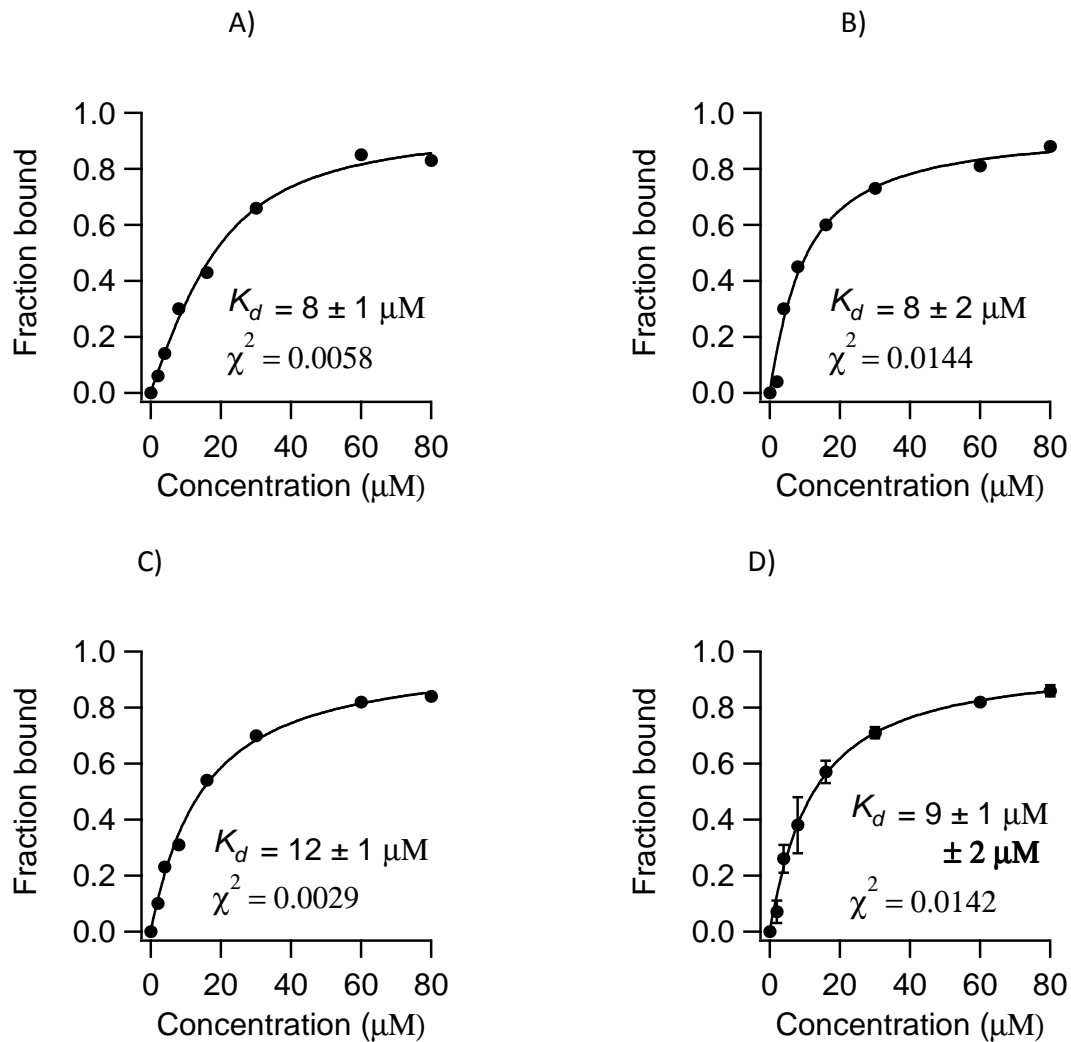 A)
Fraction bound
1.0
0.8
0.6
0.4
0.2
0.0
K_d = 8 ± 1 μM
χ² = 0.0058
0 20 40 60 80
Concentration (μM)
B)
Fraction bound
1.0
0.8
0.6
0.4
0.2
0.0
K_d = 8 ± 2 μM
χ² = 0.0144
0 20 40 60 80
Concentration (μM)
C)
Fraction bound
1.0
0.8
0.6
0.4
0.2
0.0
K_d = 12 ± 1 μM
χ² = 0.0029
0 20 40 60 80
Concentration (μM)
D)
Fraction bound
1.0
0.8
0.6
0.4
0.2
0.0
K_d = 9 ± 1 μM
± 2 μM
χ² = 0.0142
0 20 40 60 80
Concentration (μM)